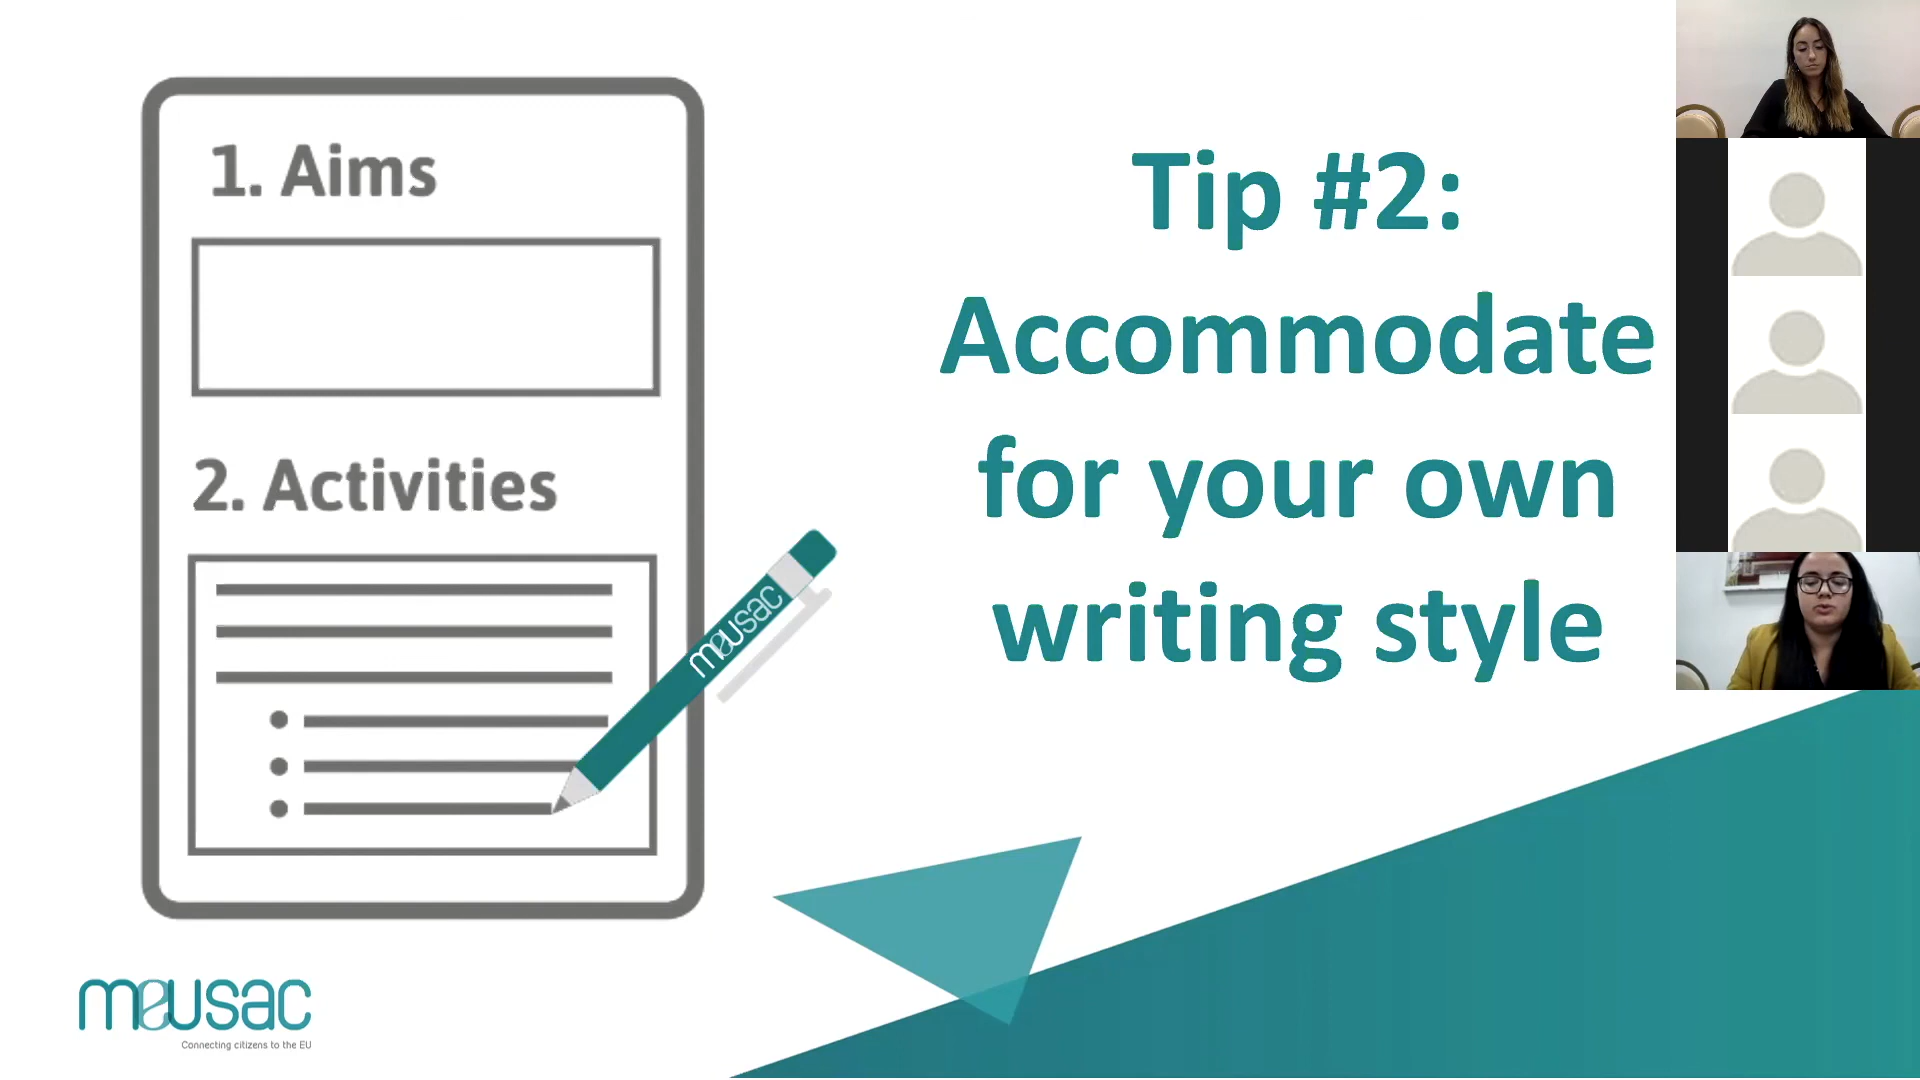 1. Aims
2. Activities
meusac
Tip #2:
Accommodate
for your own
writing style
meusac
Connecting citizens to the EU